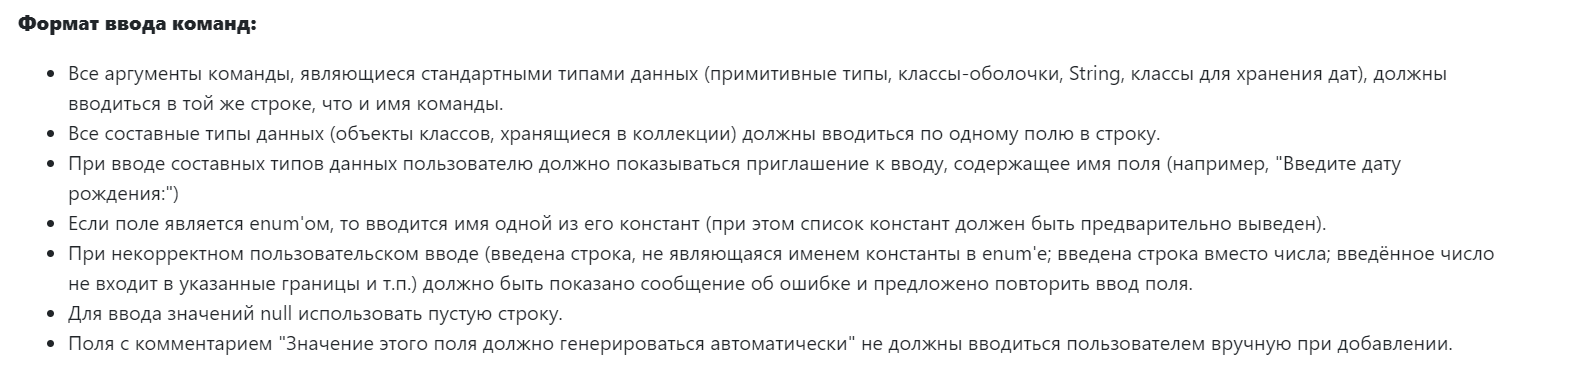 Формат ввода команд:
• Все аргументы команды, являющиеся стандартными типами данных (примитивные типы, классы-оболочки, String, классы для хранения дат), должны
вводиться в той же строке, что и имя команды.
• Все составные типы данных (объекты классов, хранящиеся в коллекции) должны вводиться по одному полю в строку.
• При вводе составных типов данных пользователю должно показываться приглашение к вводу, содержащее имя поля (например, "Введите дату
рождения:")
• Если поле является enum'ом, то вводится имя одной из его констант (при этом список констант должен быть предварительно выведен).
• При некорректном пользовательском вводе (введена строка, не являющаяся именем константы в enum'е; введена строка вместо числа; введённое число
не входит в указанные границы и т.п.) должно быть показано сообщение об ошибке и предложено повторить ввод поля.
• Для ввода значений null использовать пустую строку.
• Поля с комментарием "Значение этого поля должно генерироваться автоматически" не должны вводиться пользователем вручную при добавлении.